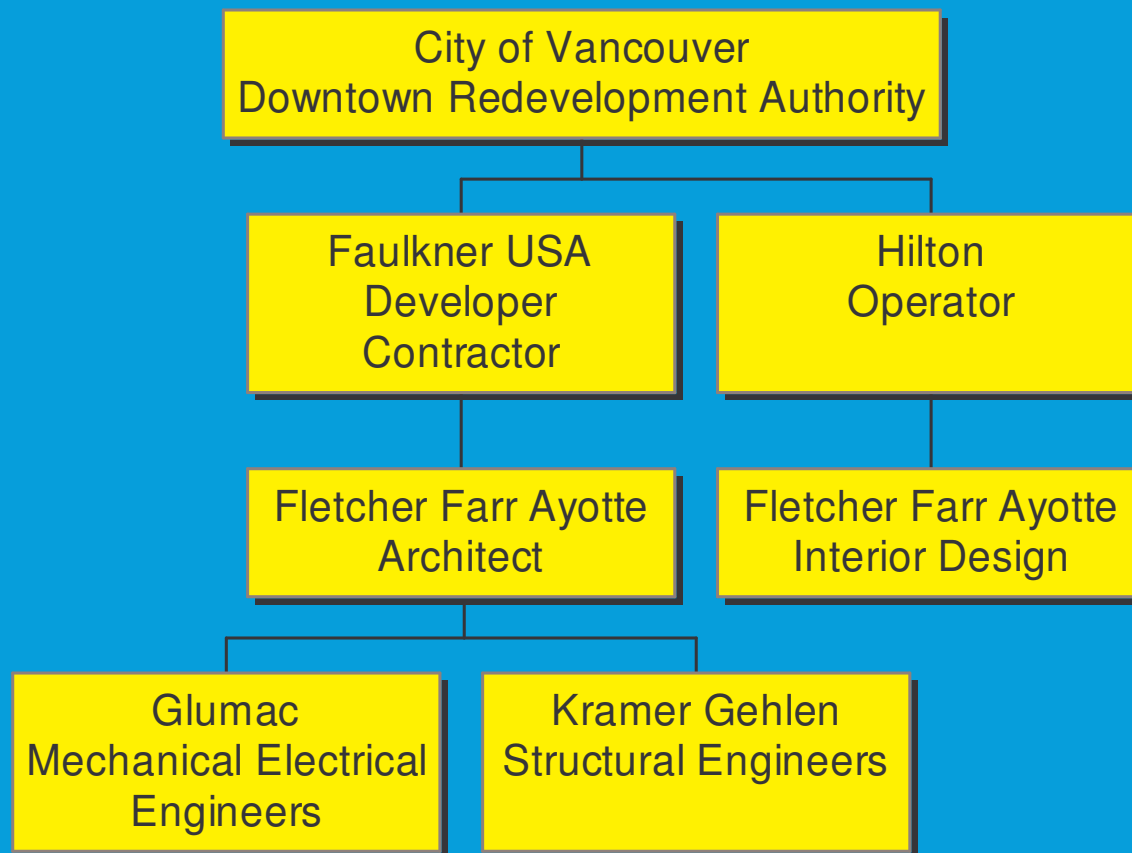 City of Vancouver
Downtown Redevelopment Authority
Faulkner USA
Developer
Contractor
Hilton
Operator
Fletcher Farr Ayotte
Architect
Fletcher Farr Ayotte
Interior Design
Glumac
Mechanical Electrical
Engineers
Kramer Gehlen
Structural Engineers